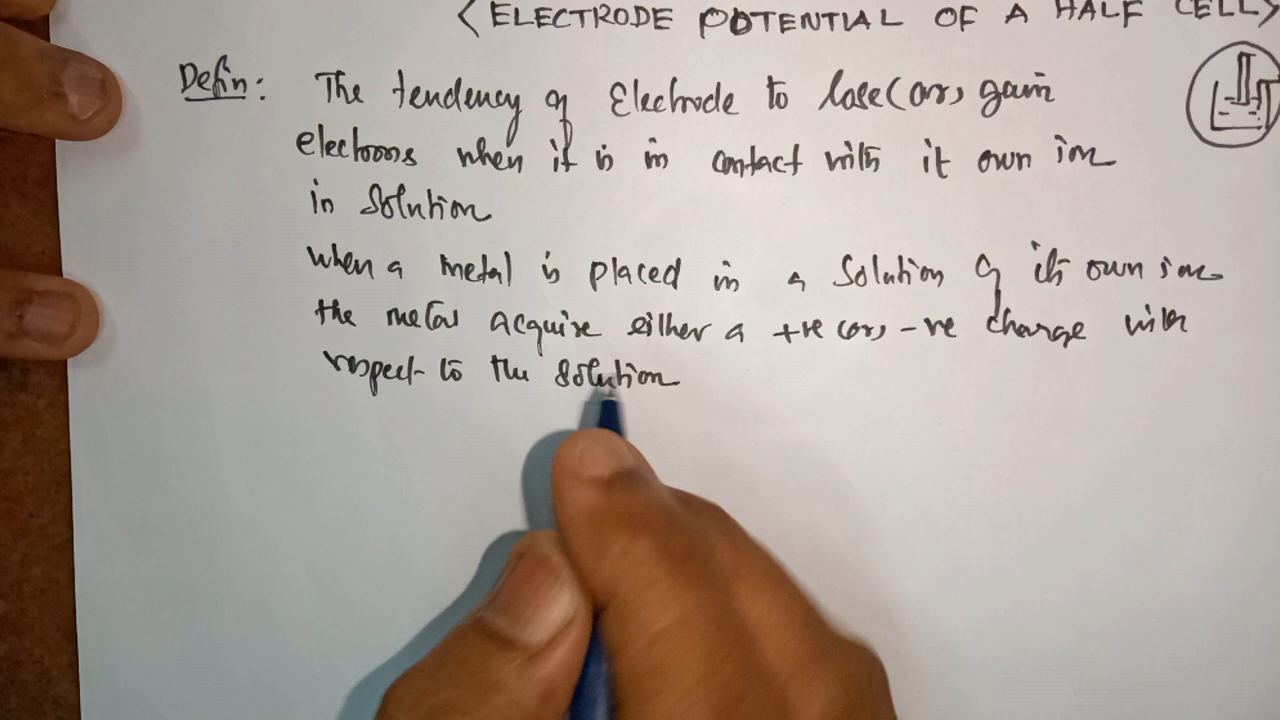 < ELECTRODE POTENTIAL OF A HALF CELL >
Defin: The tendency of Electrode to lose (or) gain
electrons when it is in contact with it own ion
in solution
when a metal is placed in a solution of its own ion
the metal acquire either a +ve (or) -ve charge with
respect to the solution